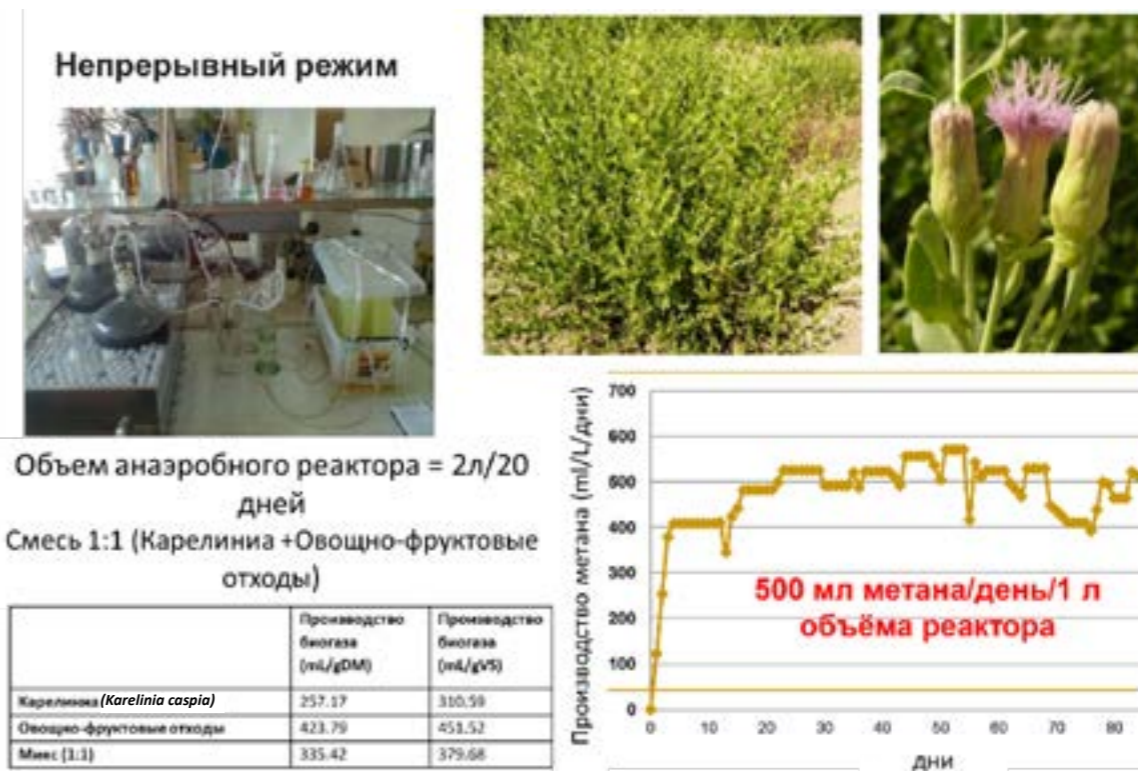 Непрерывный режим
Объем анаэробного реактора = 2л/20
дней
Смесь 1:1 (Карелиниа +Овощно-фруктовые
отходы)
Производство
биогаза
(mL/gDM)
Производство
биогаза
(mL/gVS)
Карелиниа (Karelinia caspia)
257.17
310.59
Овощно-фруктовые отходы
423.79
451.52
Микс (1:1)
335.42
379.68
Производство метана (ml/L/дни)
700
600
500
400
300
200
100
0
500 мл метана/день/1 л
объёма реактора
0
10
20
30
40
50
60
70
80
дни